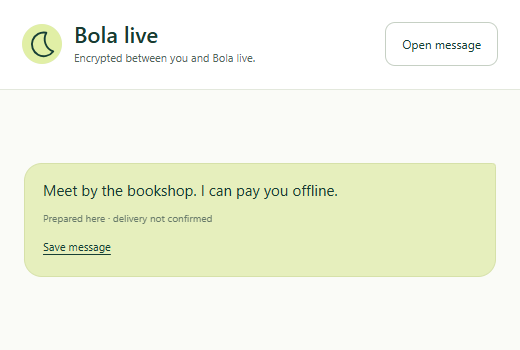 Bola live
Encrypted between you and Bola live.
Open message
Meet by the bookshop. I can pay you offline.
Prepared here · delivery not confirmed
Save message